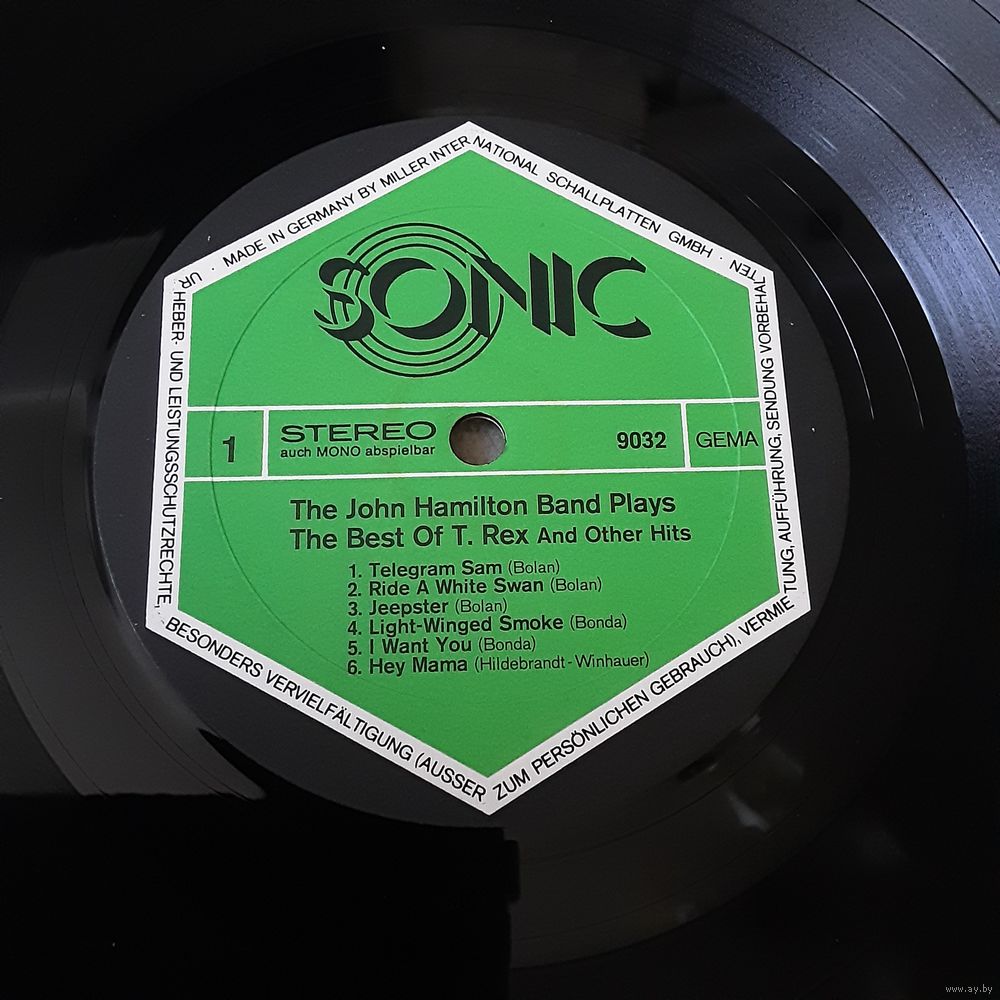 UR · MADE IN GERMANY BY MILLER INTERNATIONAL SCHALLPLATTEN GMBH ·
HEBER- UND LEISTUNGSSCHUTZRECHTE, BESONDERS VERVIELFÄLTIGUNG (AUSSER ZUM PERSÖNLICHEN GEBRAUCH), VERMIETUNG, AUFFÜHRUNG, SENDUNG VORBEHALTEN
SONIC
1
STEREO
auch MONO abspielbar
9032
GEMA
The John Hamilton Band Plays
The Best Of T. Rex And Other Hits
1. Telegram Sam (Bolan)
2. Ride A White Swan (Bolan)
3. Jeepster (Bolan)
4. Light-Winged Smoke (Bonda)
5. I Want You (Bonda)
6. Hey Mama (Hildebrandt-Winhauer)
www.ay.by